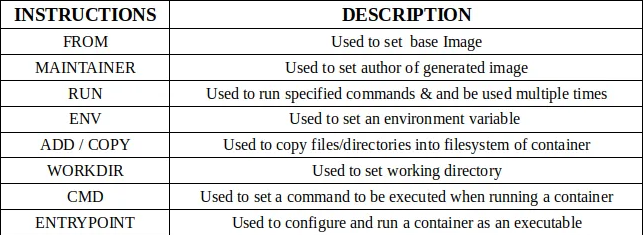 INSTRUCTIONS DESCRIPTION
FROM Used to set base Image
MAINTAINER Used to set author of generated image
RUN Used to run specified commands & and be used multiple times
ENV Used to set an environment variable
ADD / COPY Used to copy files/directories into filesystem of container
WORKDIR Used to set working directory
CMD Used to set a command to be executed when running a container
ENTRYPOINT Used to configure and run a container as an executable